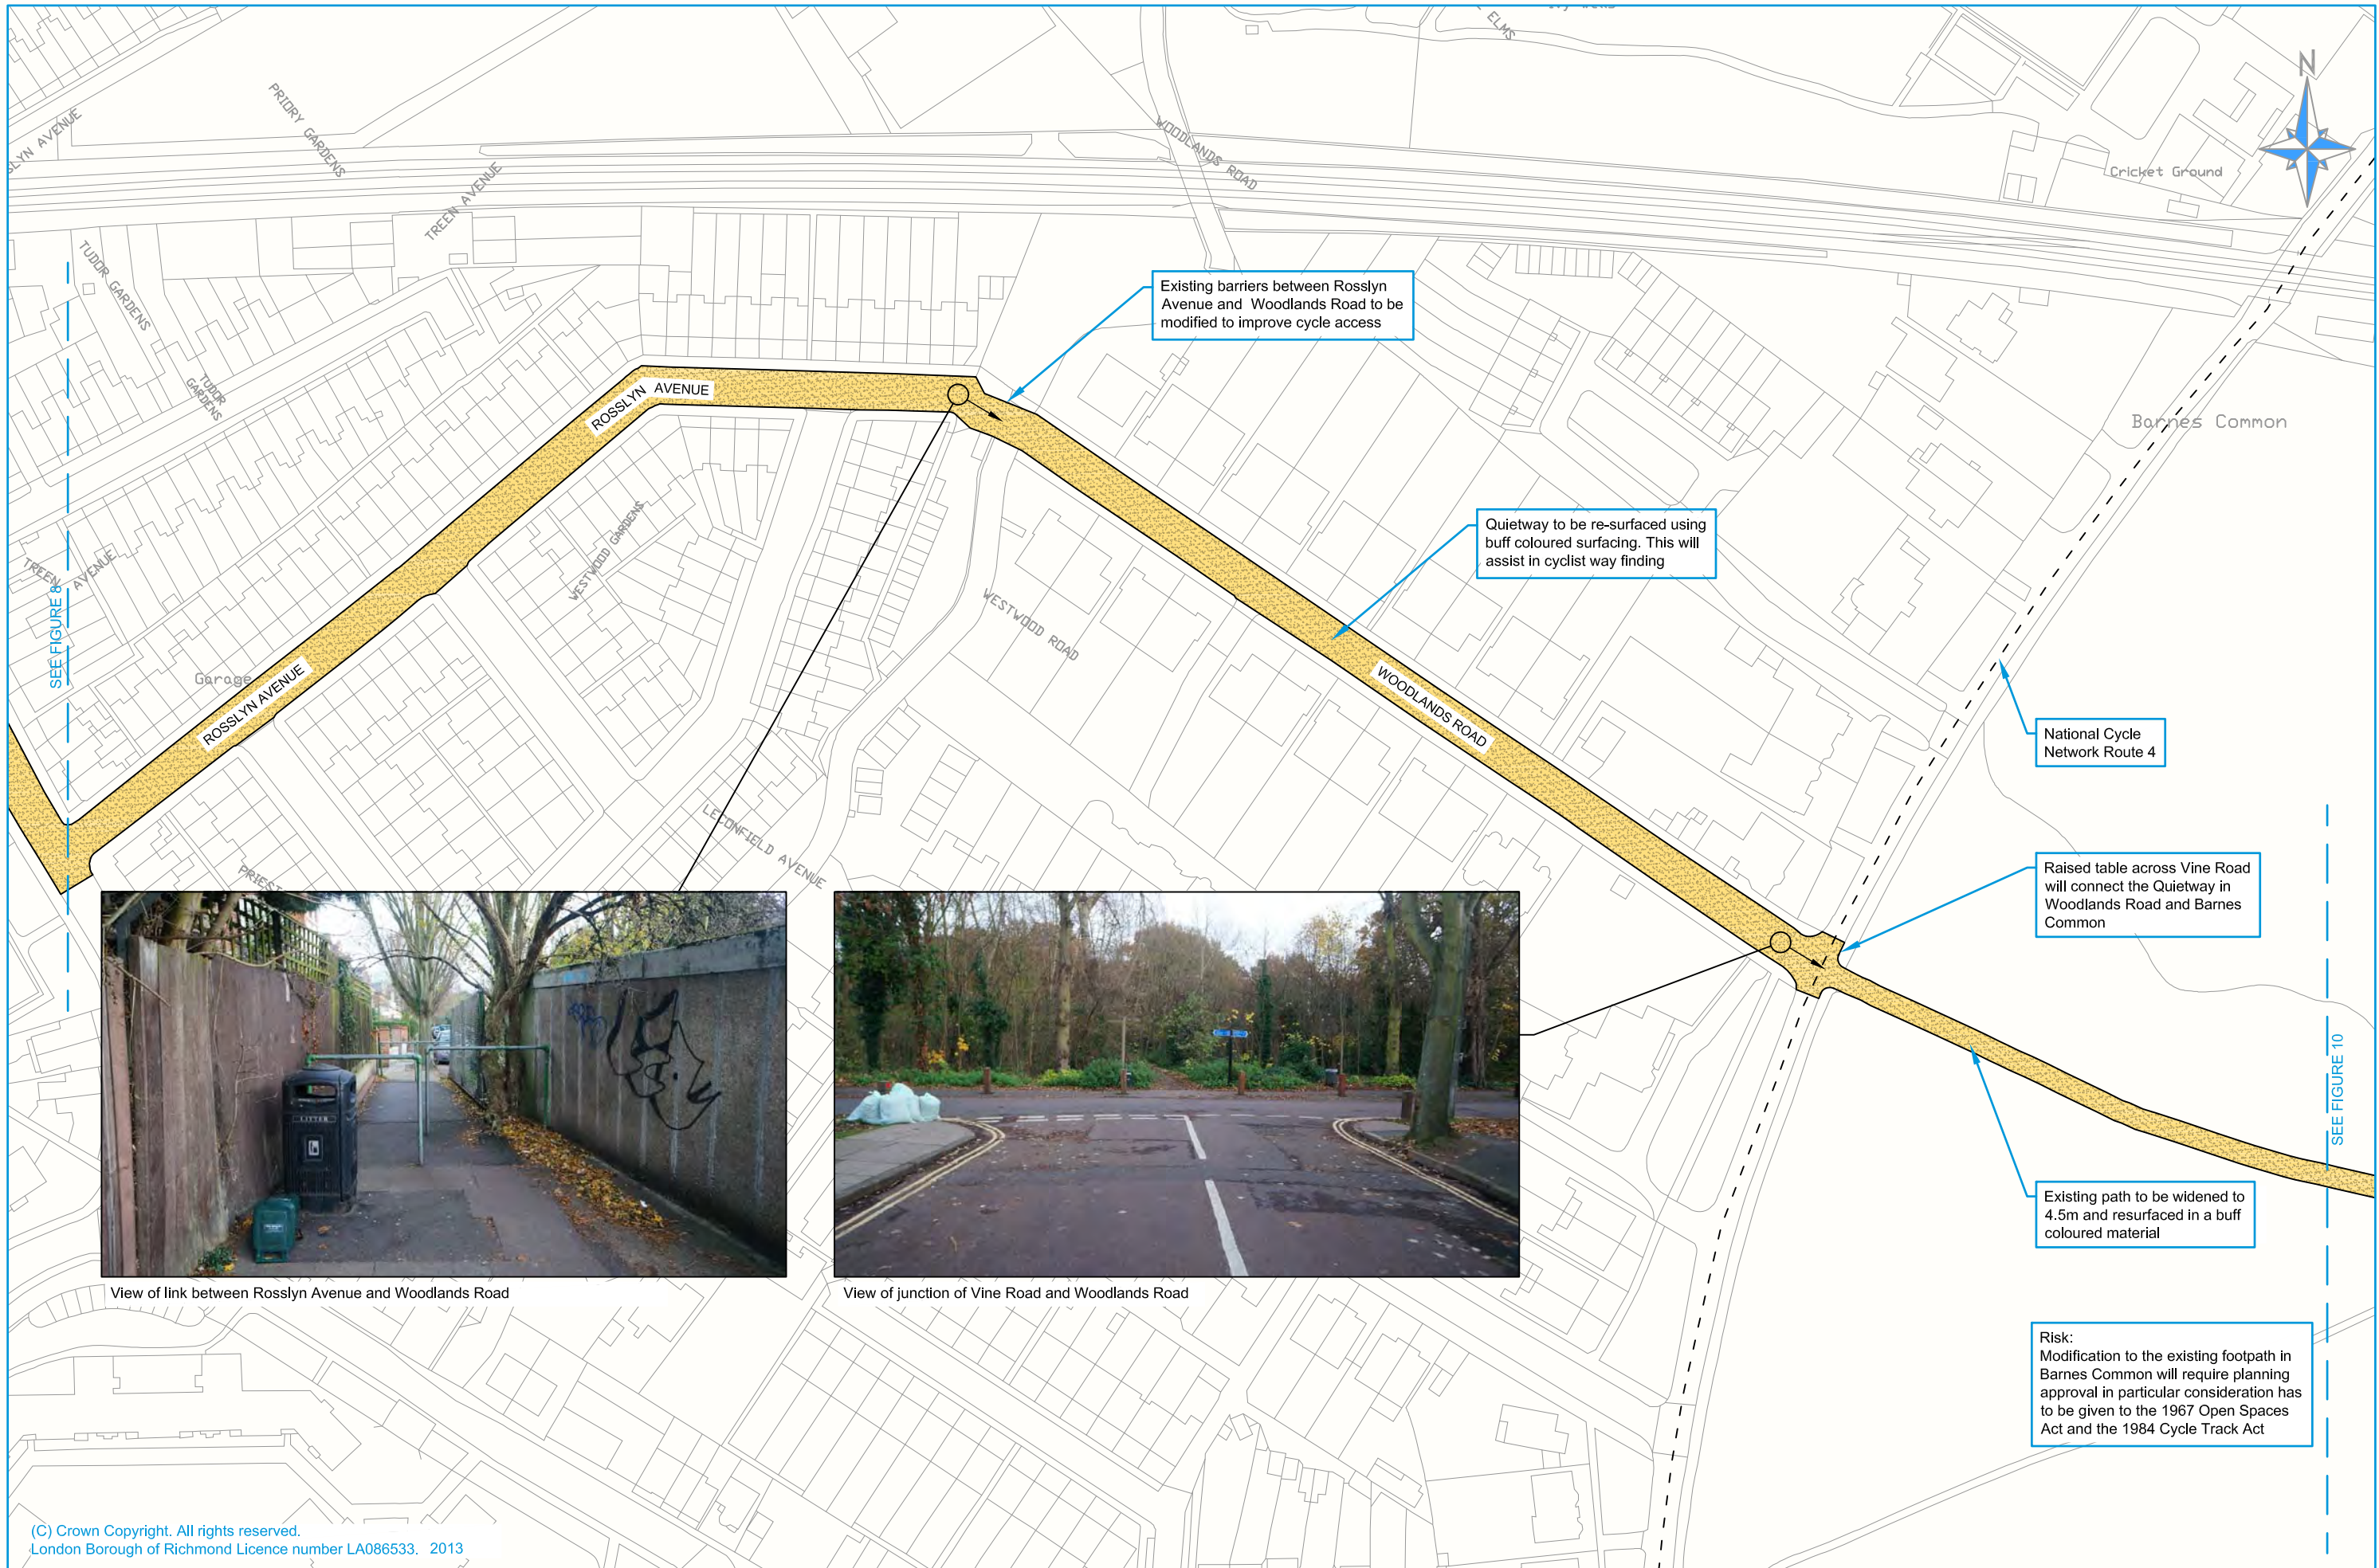 ELMS
N
SLYN AVENUE
PRIORY GARDENS
TREEN AVENUE
WOODLANDS ROAD
Cricket Ground
TUDOR GARDENS
TUDOR
GARDENS
Existing barriers between Rosslyn
Avenue and Woodlands Road to be
modified to improve cycle access
ROSSLYN AVENUE
Barnes Common
Quietway to be re-surfaced using
buff coloured surfacing. This will
assist in cyclist way finding
WESTWOOD GARDENS
TREEN AVENUE
SEE FIGURE 8
WESTWOOD ROAD
Garage
ROSSLYN AVENUE
WOODLANDS ROAD
National Cycle
Network Route 4
LECONFIELD AVENUE
PRIEST
Raised table across Vine Road
will connect the Quietway in
Woodlands Road and Barnes
Common
LITTER
SEE FIGURE 10
Existing path to be widened to
4.5m and resurfaced in a buff
coloured material
View of link between Rosslyn Avenue and Woodlands Road
View of junction of Vine Road and Woodlands Road
Risk:
Modification to the existing footpath in
Barnes Common will require planning
approval in particular consideration has
to be given to the 1967 Open Spaces
Act and the 1984 Cycle Track Act
(C) Crown Copyright. All rights reserved.
London Borough of Richmond Licence number LA086533. 2013